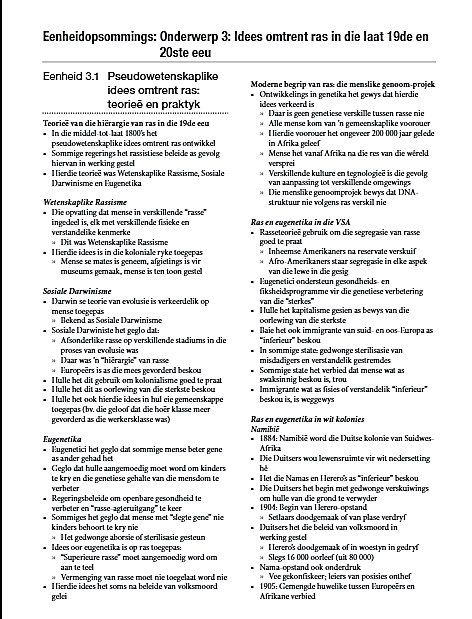 Eenheidopsommings: Onderwerp 3: Idees omtrent ras in die laat 19de en
20ste eeu
Eenheid 3.1 Pseudowetenskaplike
idees omtrent ras:
teorieë en praktyk
Teorieë van die hiërargie van ras in die 19de eeu
• In die middel-tot-laat 1800's het
pseudowetenskaplike idees omtrent ras ontwikkel
• Sommige regerings het rassistiese beleide as gevolg
hiervan in werking gestel
• Hierdie teorieë was Wetenskaplike Rassisme, Sosiale
Darwinisme en Eugenetika
Wetenskaplike Rassisme
• Die opvatting dat mense in verskillende "rasse"
ingedeel is, elk met verskillende fisieke en
verstandelike kenmerke
» Dit was Wetenskaplike Rassisme
• Hierdie idees is in die koloniale ryke toegepas
» Mense se mates is geneem, afgietings is vir
museums gemaak, mense is ten toon gestel
Sosiale Darwinisme
• Darwin se teorie van evolusie is verkeerdelik op
mense toegepas
» Bekend as Sosiale Darwinisme
• Sosiale Darwiniste het geglo dat:
» Afsonderlike rasse op verskillende stadiums in die
proses van evolusie was
» Daar was 'n "hiërargie" van rasse
» Europeërs is as die mees gevorderd beskou
• Hulle het dit gebruik om kolonialisme goed te praat
• Hulle het dit as oorlewing van die sterkste beskou
• Hulle het ook hierdie idees in hul eie gemeenskappe
toegepas (bv. die geloof dat die hoër klasse meer
gevorderd as die werkersklasse was)
Eugenetika
• Eugenetici het geglo dat sommige mense beter gene
as ander gehad het
• Geglo dat hulle aangemoedig moet word om kinders
te kry en die genetiese gehalte van die mensdom te
verbeter
• Regeringsbeleide om openbare gesondheid te
verbeter en "rasse-agteruitgang" te keer
• Sommiges het geglo dat mense met "slegte gene" nie
kinders behoort te kry nie
» Het gedwonge aborsie of sterilisasie gesteun
• Idees oor eugenetika is op ras toegepas:
» "Superieure rasse" moet aangemoedig word om
aan te teel
» Vermenging van rasse moet nie toegelaat word nie
• Hierdie idees het soms na beleide van volksmoord
gelei
Moderne begrip van ras: die menslike genoom-projek
• Ontwikkelings in genetika het gewys dat hierdie
idees verkeerd is
» Daar is geen genetiese verskille tussen rasse nie
» Alle mense kom van 'n gemeenskaplike voorouer
» Hierdie voorouer het ongeveer 200 000 jaar gelede
in Afrika geleef
» Mense het vanaf Afrika na die res van die wêreld
versprei
» Verskillende kulture en tegnologieë is die gevolg
van aanpassing tot verskillende omgewings
» Die menslike genoomprojek bewys dat DNA-
struktuur nie volgens ras verskil nie
Ras en eugenetika in die VSA
• Rasseteorieë gebruik om die segregasie van rasse
goed te praat
» Inheemse Amerikaners na reservate verskuif
» Afro-Amerikaners staar segregasie in elke aspek
van die lewe in die gesig
• Eugenetici ondersteun gesondheids- en
fiksheidsprogramme vir die genetiese verbetering
van die "sterkes"
• Hulle het kapitalisme gesien as bewys van die
oorlewing van die sterkste
• Baie het ook immigrante van suid- en oos-Europa as
"inferieur" beskou
• In sommige state: gedwonge sterilisasie van
misdadigers en verstandelik gestremdes
• Sommige state het verbied dat mense wat as
swaksinnig beskou is, trou
• Immigrante wat as fisies of verstandelik "inferieur"
beskou is, is weggewys
Ras en eugenetika in wit kolonies
Namibië
• 1884: Namibië word die Duitse kolonie van Suidwes-
Afrika
• Die Duitsers wou lewensruimte vir wit nedersetting
hê
• Het die Namas en Herero's as "inferieur" beskou
• Die Duitsers het begin met gedwonge verskuiwings
om hulle van die grond te verwyder
• 1904: Begin van Herero-opstand
» Setlaars doodgemaak of van plase verdryf
• Duitsers het die beleid van volksmoord in
werking gestel
» Herero's doodgemaak of in woestyn in gedryf
» Slegs 16 000 oorleef (uit 80 000)
• Nama-opstand ook onderdruk
» Vee gekonfiskeer; leiers van posisies onthef
• 1905: Gemengde huwelike tussen Europeërs en
Afrikane verbied